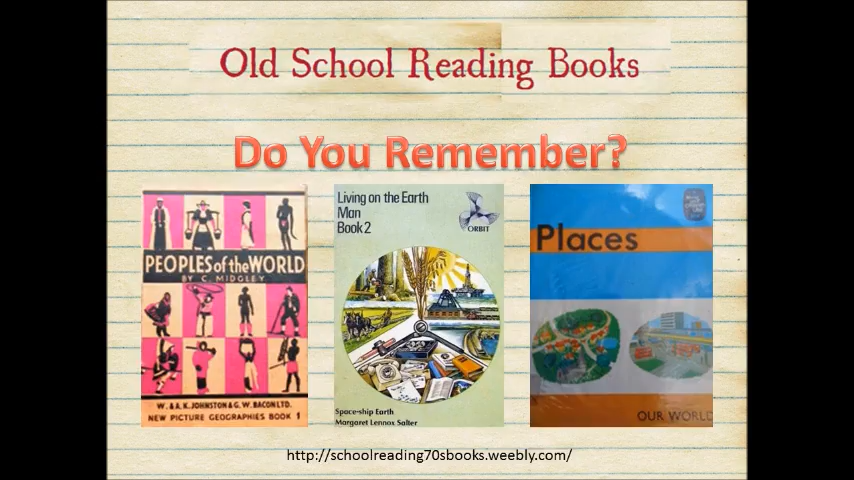 Old School Reading Books
Do You Remember?
PEOPLES of the WORLD
BY C. MIDGLEY
W. & A. K. JOHNSTON & G. W. BACON LTD.
NEW PICTURE GEOGRAPHIES BOOK 1
Living on the Earth
Man
Book 2
ORBIT
Space-ship Earth
Margaret Lennox Salter
Places
OUR WORLD
http://schoolreading70sbooks.weebly.com/